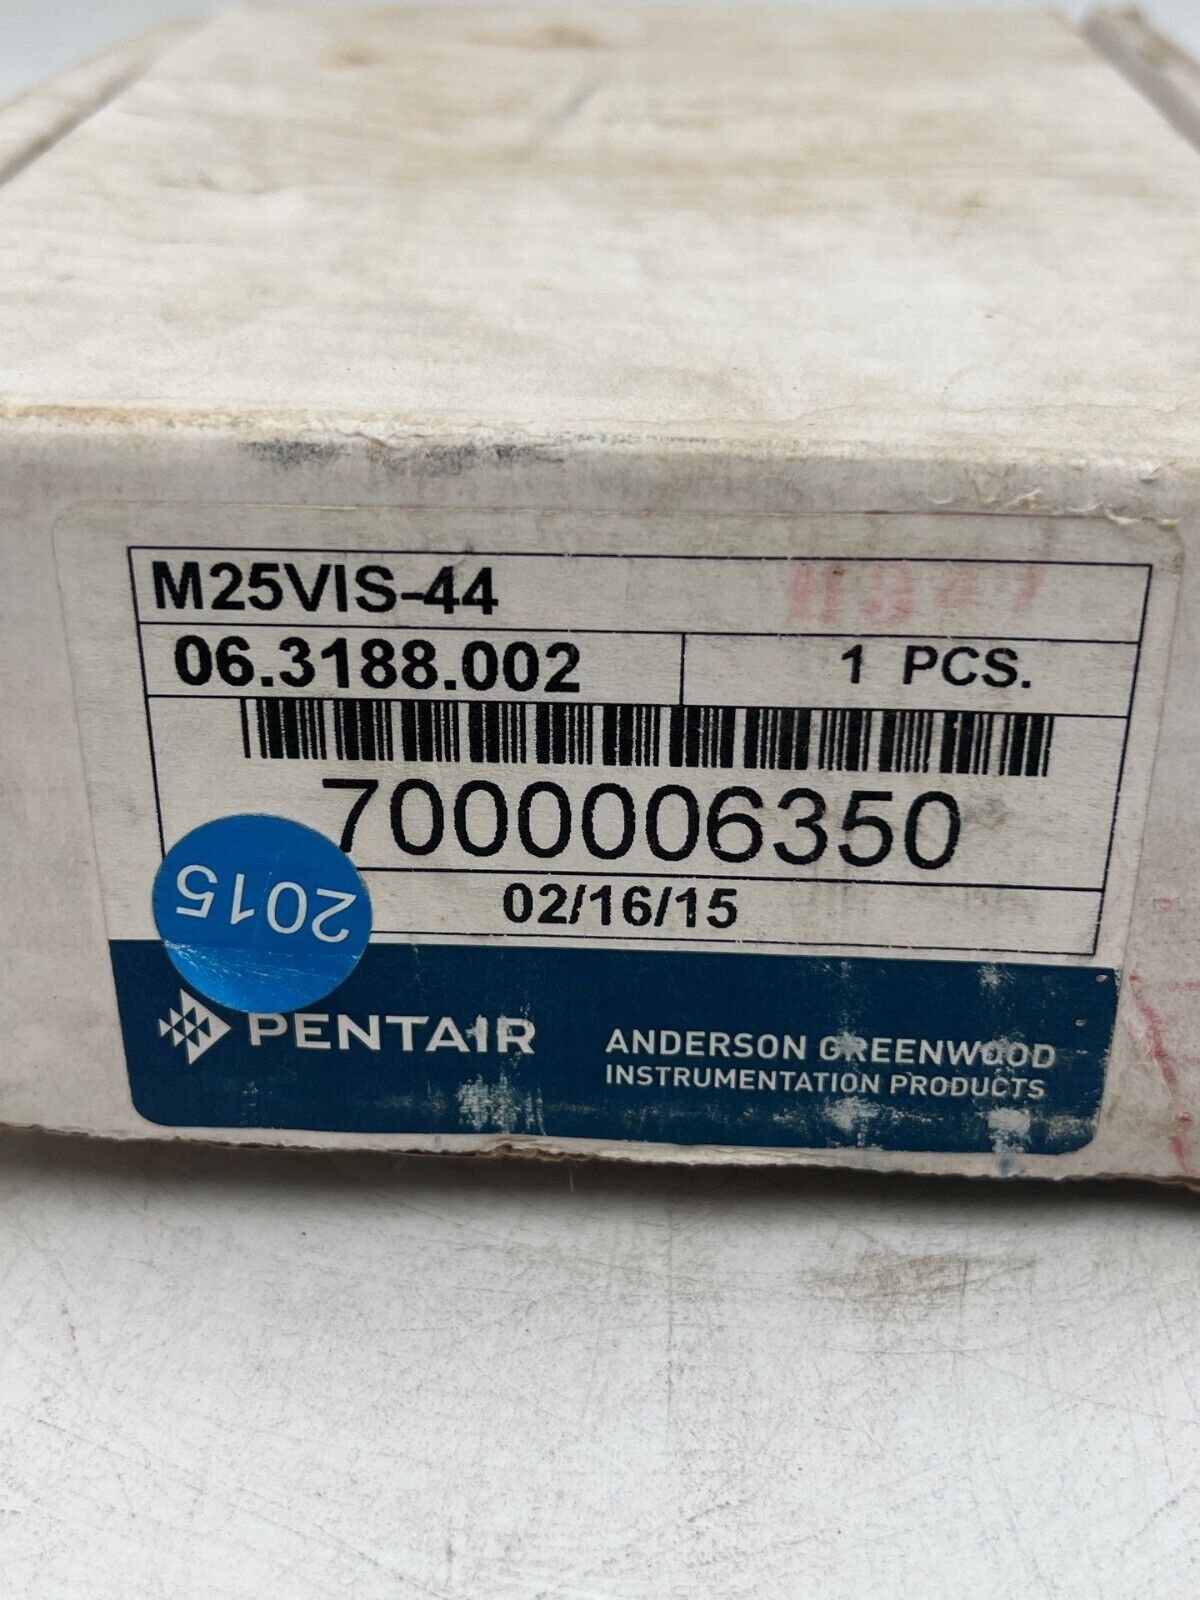 M25VIS-44
06.3188.002
1 PCS.
7000006350
02/16/15
2015
PENTAIR
ANDERSON GREENWOOD
INSTRUMENTATION PRODUCTS